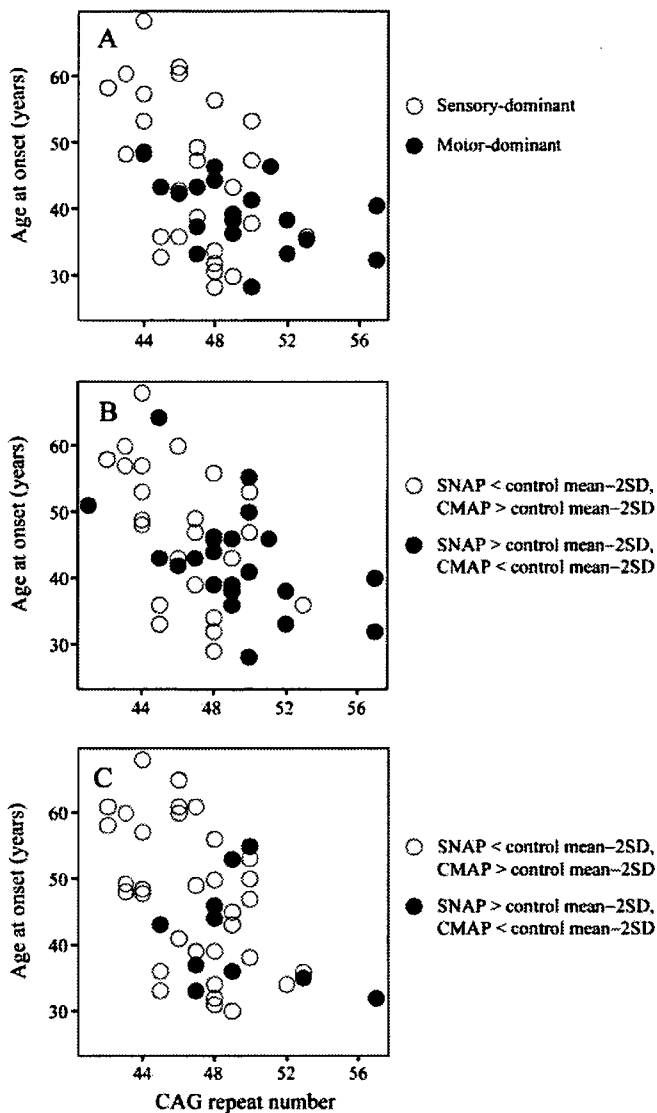 A
Age at onset (years)
60
50
40
30
44
48
52
56
Sensory-dominant
Motor-dominant
B
Age at onset (years)
60
50
40
30
44
48
52
56
SNAP < control mean−2SD,
CMAP > control mean−2SD
SNAP > control mean−2SD,
CMAP < control mean−2SD
C
Age at onset (years)
60
50
40
30
44
48
52
56
CAG repeat number
SNAP < control mean−2SD,
CMAP > control mean−2SD
SNAP > control mean−2SD,
CMAP < control mean−2SD